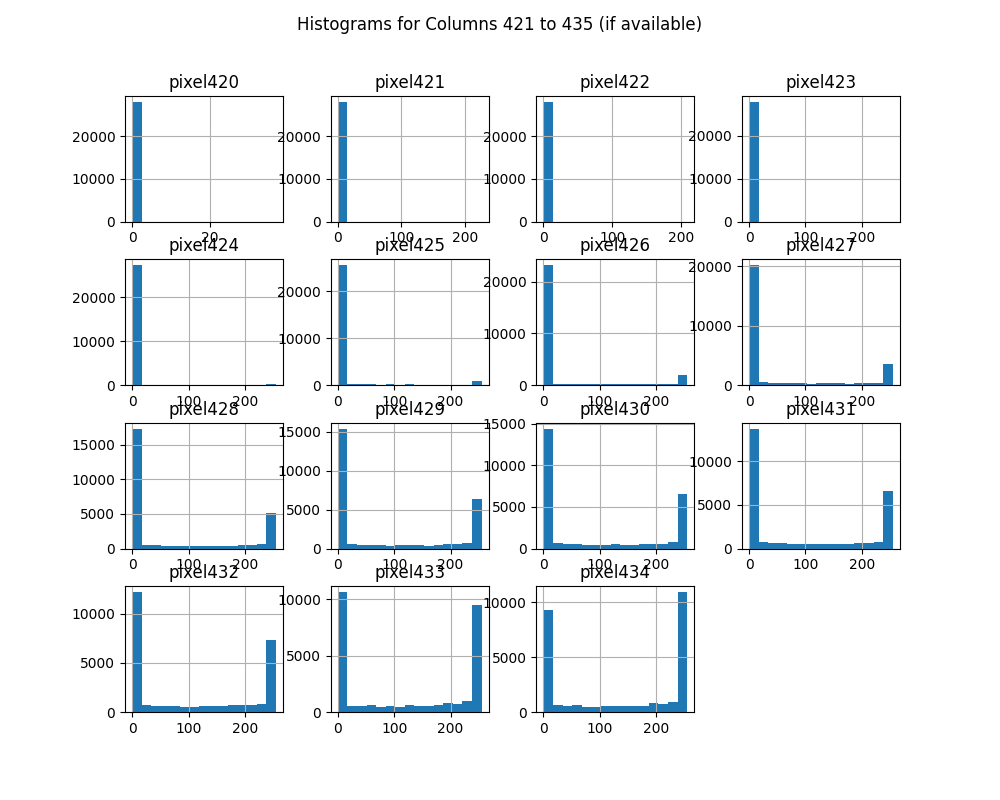 Histograms for Columns 421 to 435 (if available)
pixel420 pixel421 pixel422 pixel423
20000 20000 20000 20000
10000 10000 10000 10000
0 0 0 0
0 20 0 100 200 0 100 200 0 100 200
pixel424 pixel425 pixel426 pixel427
20000 20000 20000 20000
10000 10000 10000 10000
0 0 0 0
0 100 200 0 100 200 0 100 200 0 100 200
pixel428 pixel429 pixel430 pixel431
15000 15000 15000
10000 10000 10000 10000
5000 5000 5000 5000
0 0 0 0
0 100 200 0 100 200 0 100 200 0 100 200
pixel432 pixel433 pixel434
10000 10000 10000
5000 5000 5000
0 0 0
0 100 200 0 100 200 0 100 200